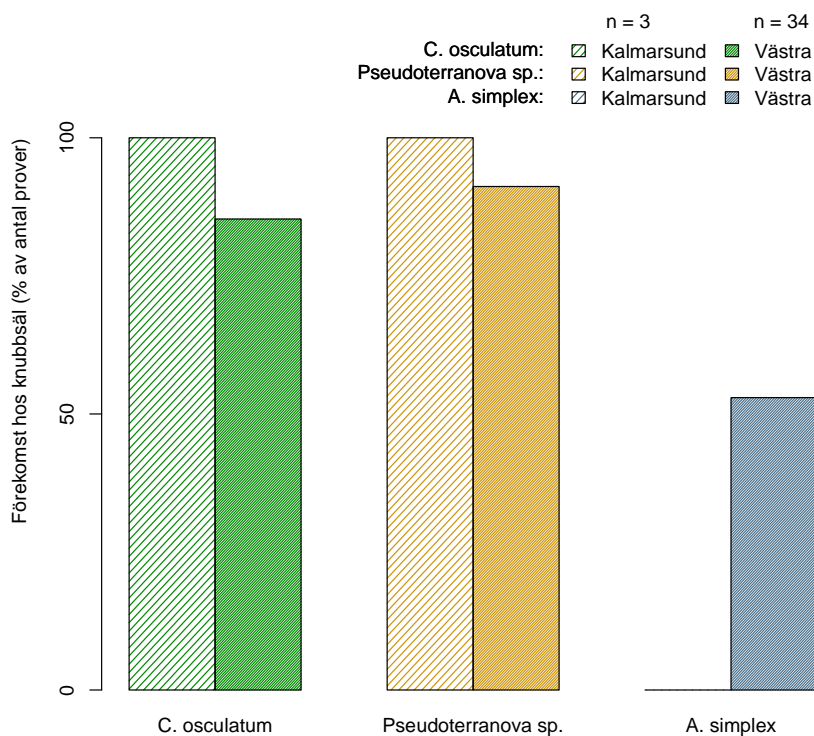 n = 3 n = 34
C. osculatum: Kalmarsund Västra
Pseudoterranova sp.: Kalmarsund Västra
A. simplex: Kalmarsund Västra
Förekomst hos knubbsäl (% av antal prover)
100
50
0
C. osculatum Pseudoterranova sp. A. simplex